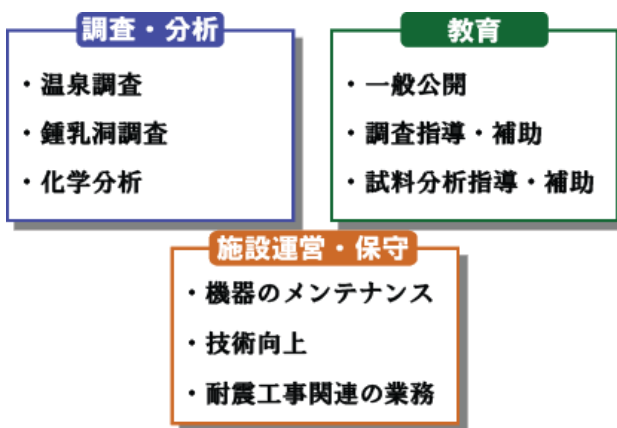 調査・分析
・温泉調査
・鍾乳洞調査
・化学分析
教育
・一般公開
・調査指導・補助
・試料分析指導・補助
施設運営・保守
・機器のメンテナンス
・技術向上
・耐震工事関連の業務